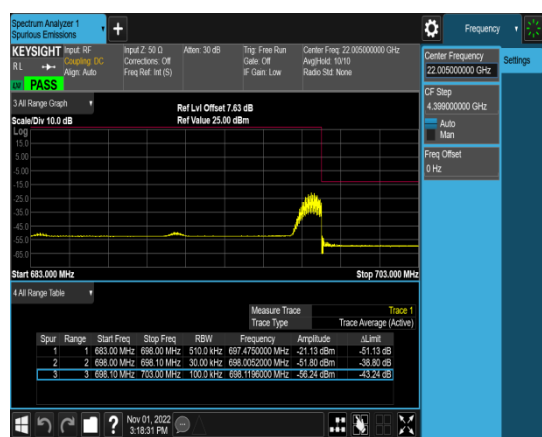 Spectrum Analyzer 1
Spurious Emissions
Frequency
KEYSIGHT Input: RF Input Z: 50 Ω Atten: 30 dB Trig: Free Run Center Freq: 22.005000000 GHz
RL Coupling: DC Corrections: Off Gate: Off Avg|Hold: 10/10
Align: Auto Freq Ref: Int (S) IF Gain: Low Radio Std: None
PASS
Center Frequency
22.005000000 GHz
Settings
CF Step
4.399000000 GHz
Auto
Man
Freq Offset
0 Hz
3 All Range Graph
Ref Lvl Offset 7.63 dB
Scale/Div 10.0 dB Ref Value 25.00 dBm
Log
15.0
5.00
-5.00
-15.0
-25.0
-35.0
-45.0
-55.0
-65.0
Start 683.000 MHz Stop 703.000 MHz
4 All Range Table
Measure Trace Trace 1
Trace Type Trace Average (Active)
Spur Range Start Freq Stop Freq RBW Frequency Amplitude ΔLimit
1 1 683.00 MHz 698.00 MHz 510.0 kHz 697.4750000 MHz -21.13 dBm -51.13 dB
2 2 698.00 MHz 698.10 MHz 30.00 kHz 698.0052000 MHz -51.80 dBm -38.80 dB
3 3 698.10 MHz 703.00 MHz 100.0 kHz 698.1196000 MHz -56.24 dBm -43.24 dB
Nov 01, 2022
3:18:31 PM